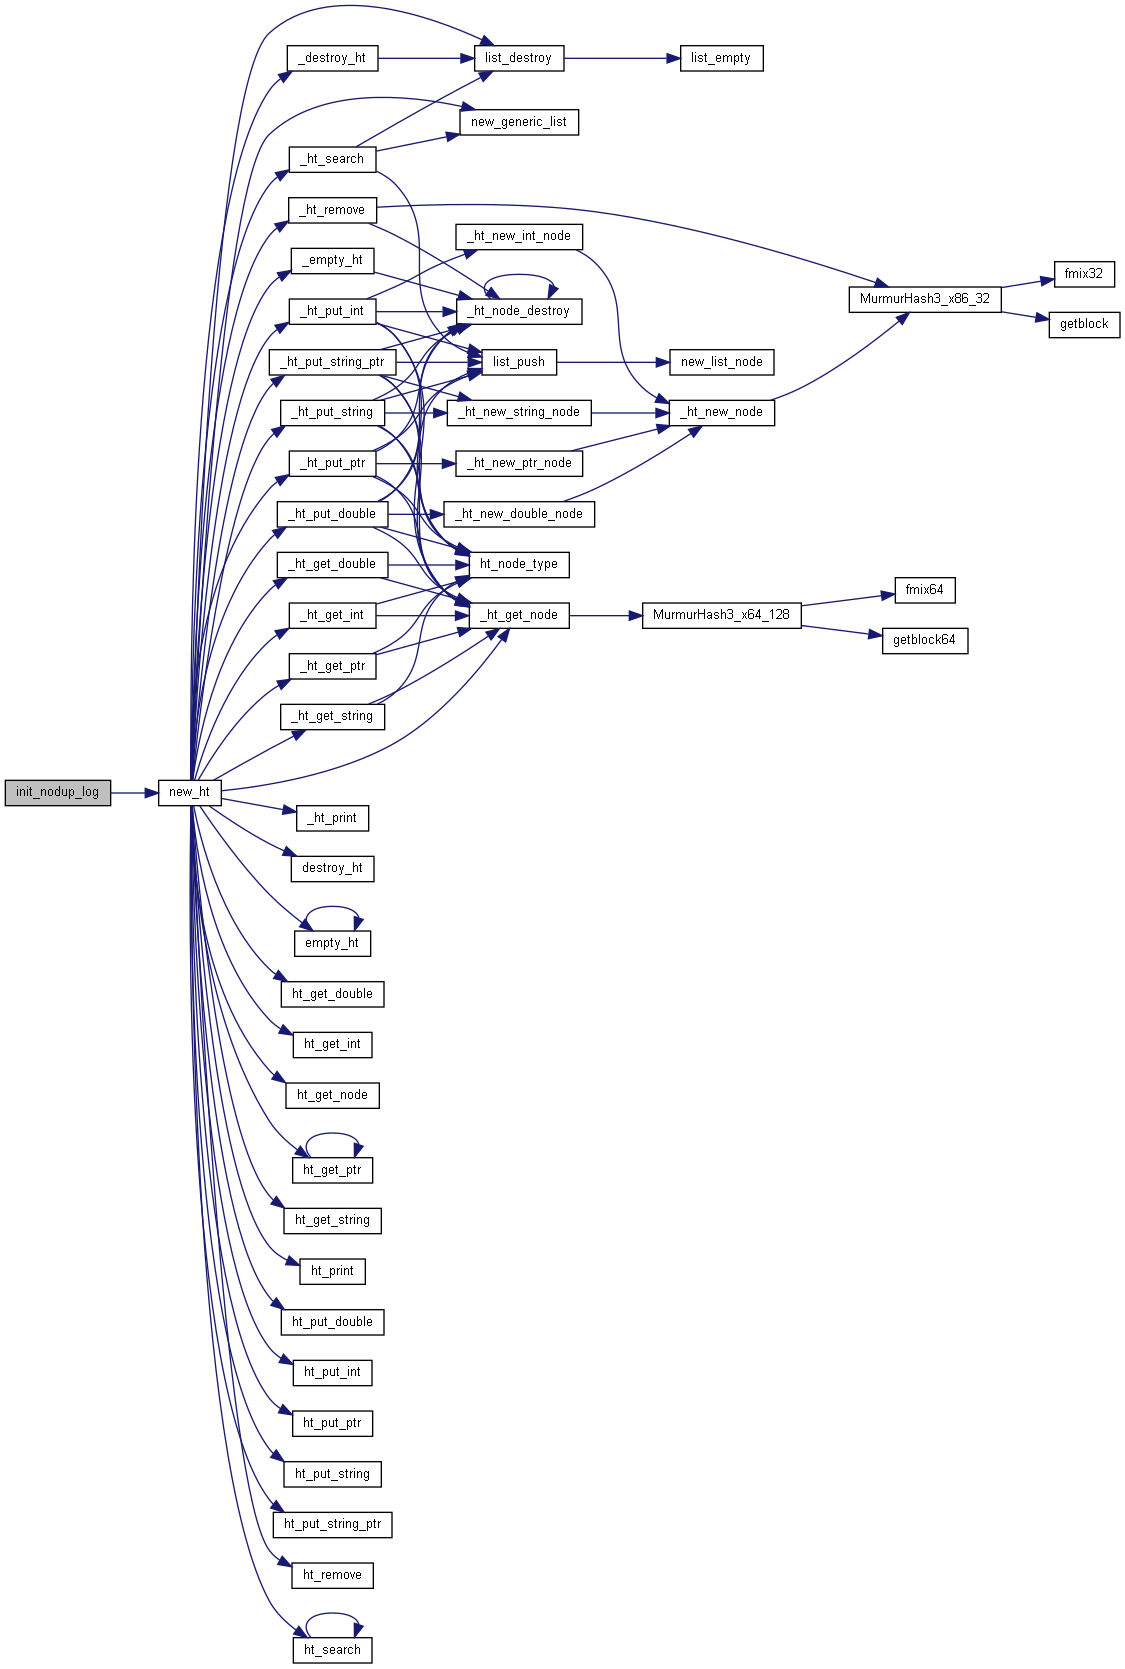 init_nodup_log
new_ht
_destroy_ht
list_destroy
list_empty
new_generic_list
_ht_search
_ht_remove
_ht_new_int_node
_empty_ht
fmix32
MurmurHash3_x86_32
_ht_put_int
_ht_node_destroy
getblock
_ht_put_string_ptr
list_push
new_list_node
_ht_put_string
_ht_new_string_node
_ht_new_node
_ht_put_ptr
_ht_new_ptr_node
_ht_put_double
_ht_new_double_node
_ht_get_double
ht_node_type
fmix64
_ht_get_int
_ht_get_node
MurmurHash3_x64_128
getblock64
_ht_get_ptr
_ht_get_string
_ht_print
destroy_ht
empty_ht
ht_get_double
ht_get_int
ht_get_node
ht_get_ptr
ht_get_string
ht_print
ht_put_double
ht_put_int
ht_put_ptr
ht_put_string
ht_put_string_ptr
ht_remove
ht_search